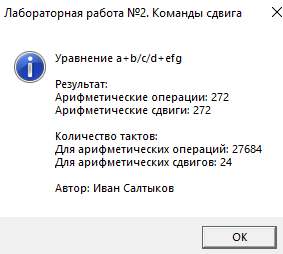 Лабораторная работа №2. Команды сдвига
Уравнение a+b/c/d+efg
Результат:
Арифметические операции: 272
Арифметические сдвиги: 272
Количество тактов:
Для арифметических операций: 27684
Для арифметических сдвигов: 24
Автор: Иван Салтыков
OK